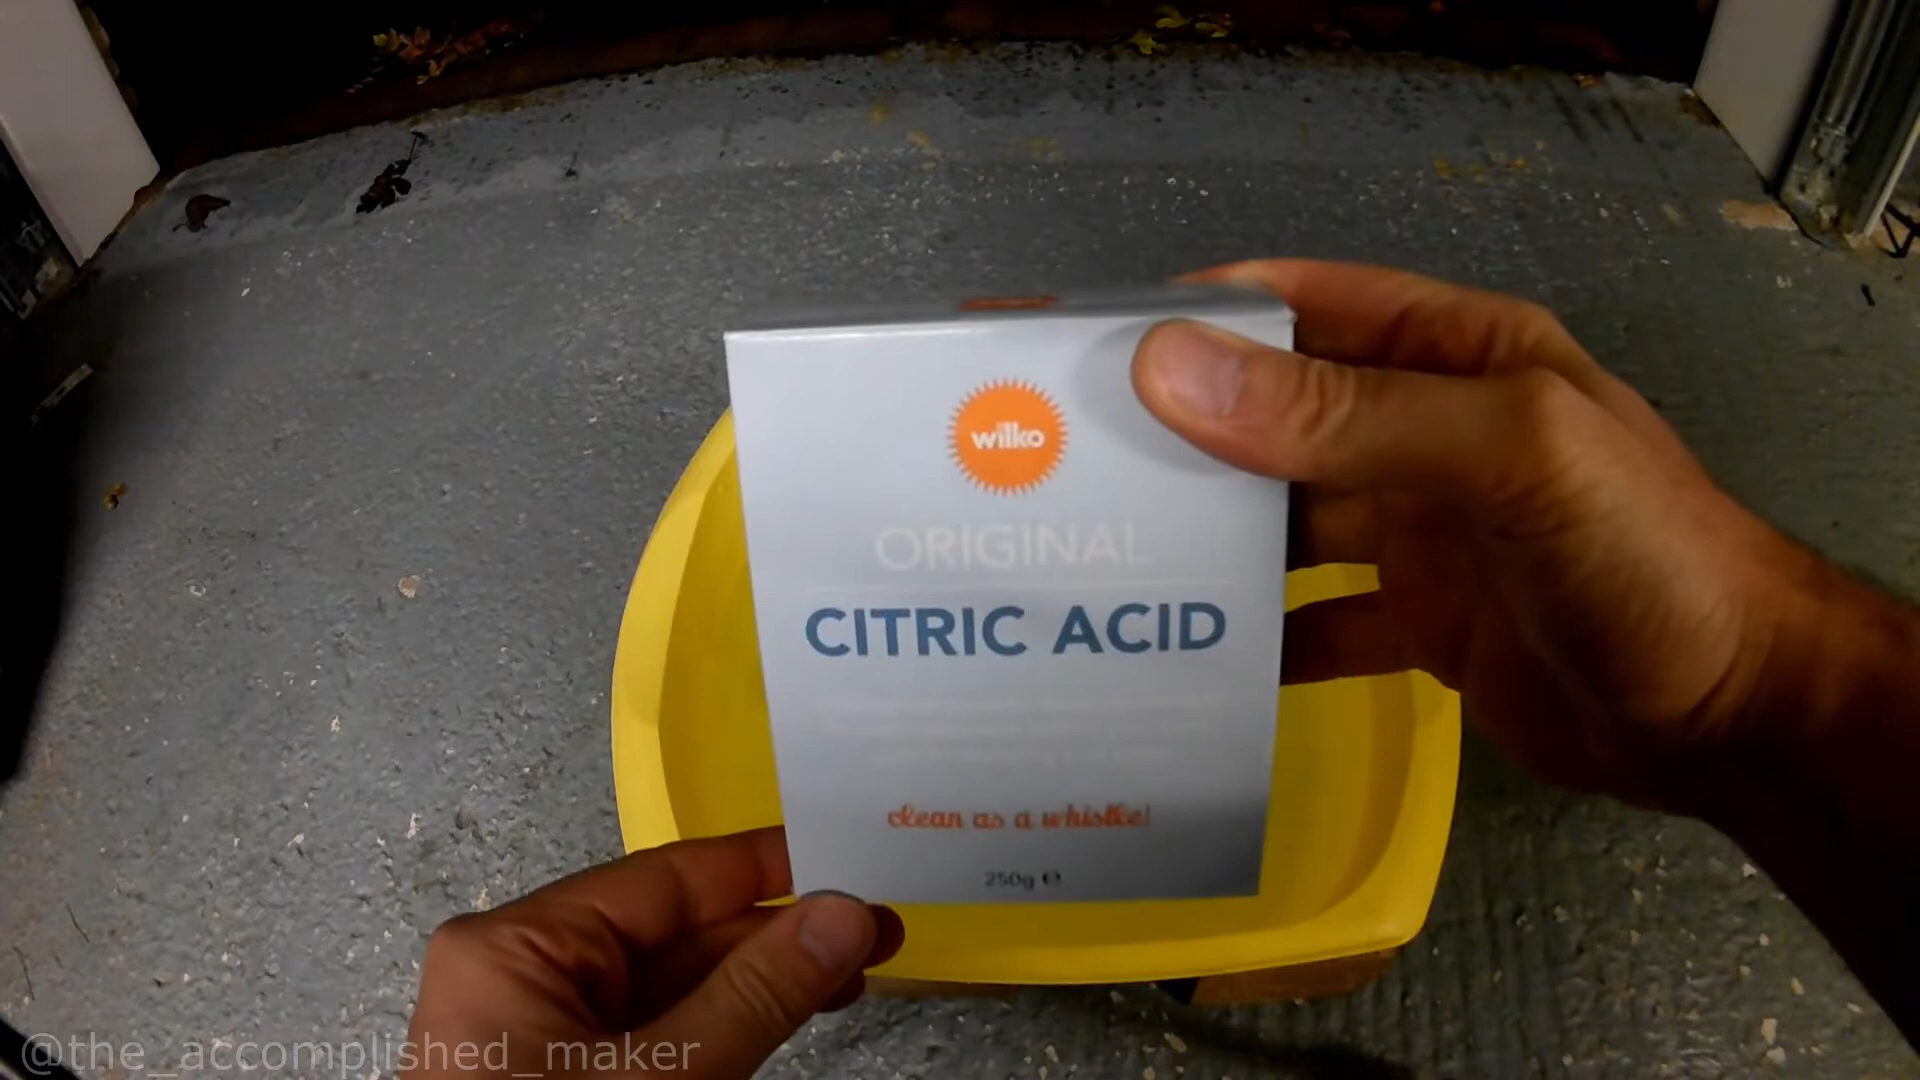 wilko
ORIGINAL
CITRIC ACID
clean as a whistle!
250g ℮
@the_accomplished_maker